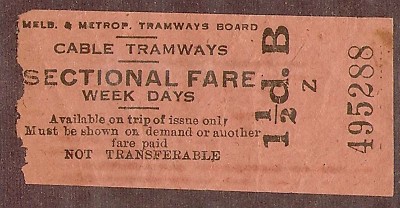 MELB. & METROP. TRAMWAYS BOARD
CABLE TRAMWAYS
SECTIONAL FARE
WEEK DAYS
Available on trip of issue only
Must be shown on demand or another
fare paid
NOT TRANSFERABLE
1½d. B
Z
495288